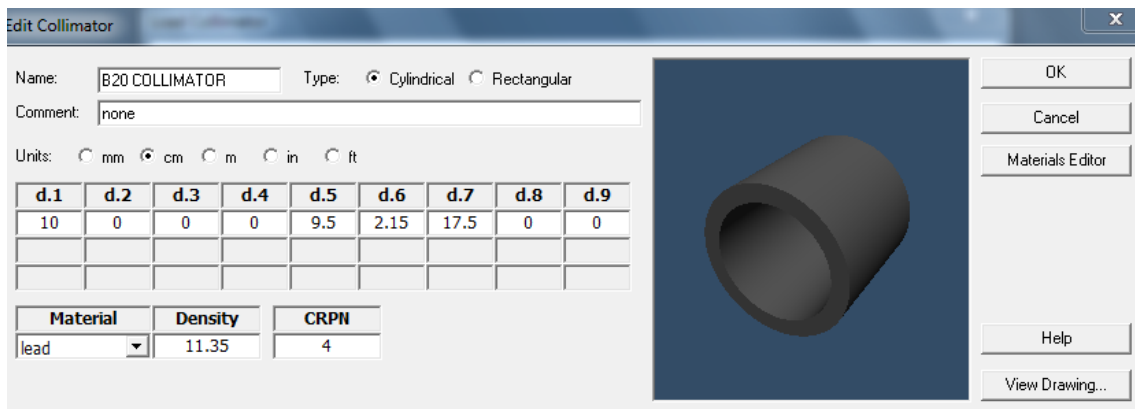 Edit Collimator
X
Name: B20 COLLIMATOR Type: Cylindrical Rectangular
OK
Comment: none
Cancel
Units: mm cm m in ft
Materials Editor
d.1 d.2 d.3 d.4 d.5 d.6 d.7 d.8 d.9
10 0 0 0 9.5 2.15 17.5 0 0
Material Density CRPN
lead 11.35 4
Help
View Drawing...